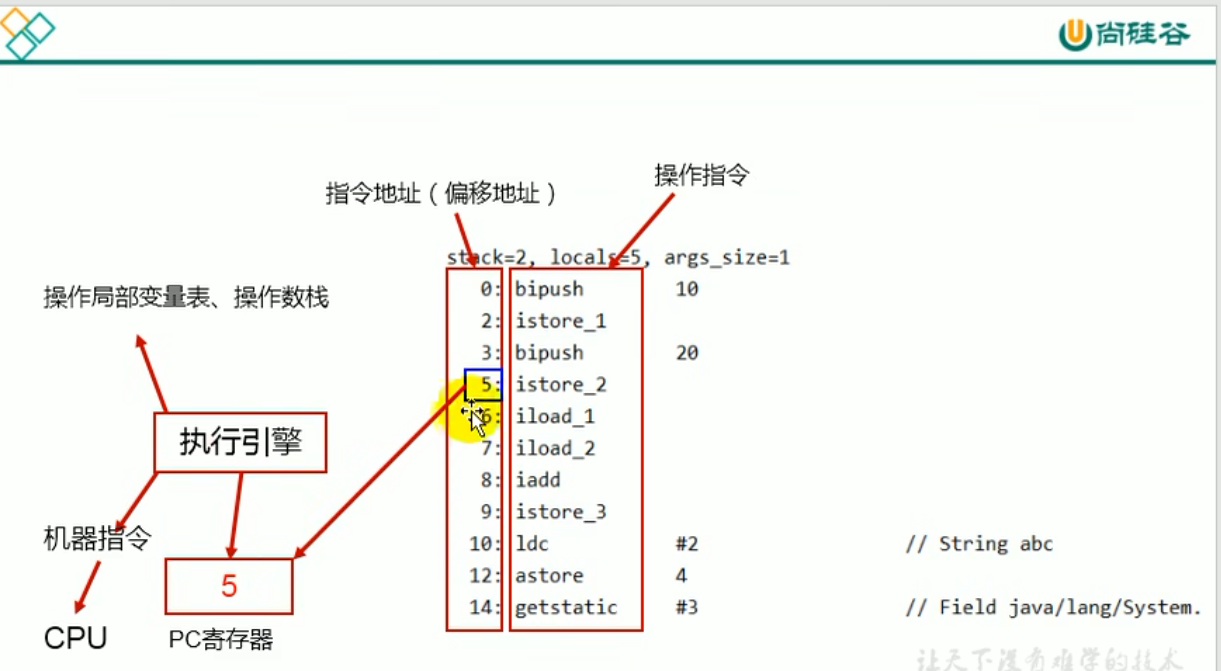 尚硅谷
操作指令
指令地址（偏移地址）
stack=2, locals=5, args_size=1
0: bipush 10
2: istore_1
3: bipush 20
5: istore_2
6: iload_1
7: iload_2
8: iadd
9: istore_3
10: ldc #2 // String abc
12: astore 4
14: getstatic #3 // Field java/lang/System.
操作局部变量表、操作数栈
执行引擎
机器指令
CPU
5
PC寄存器
让天下没有难学的技术